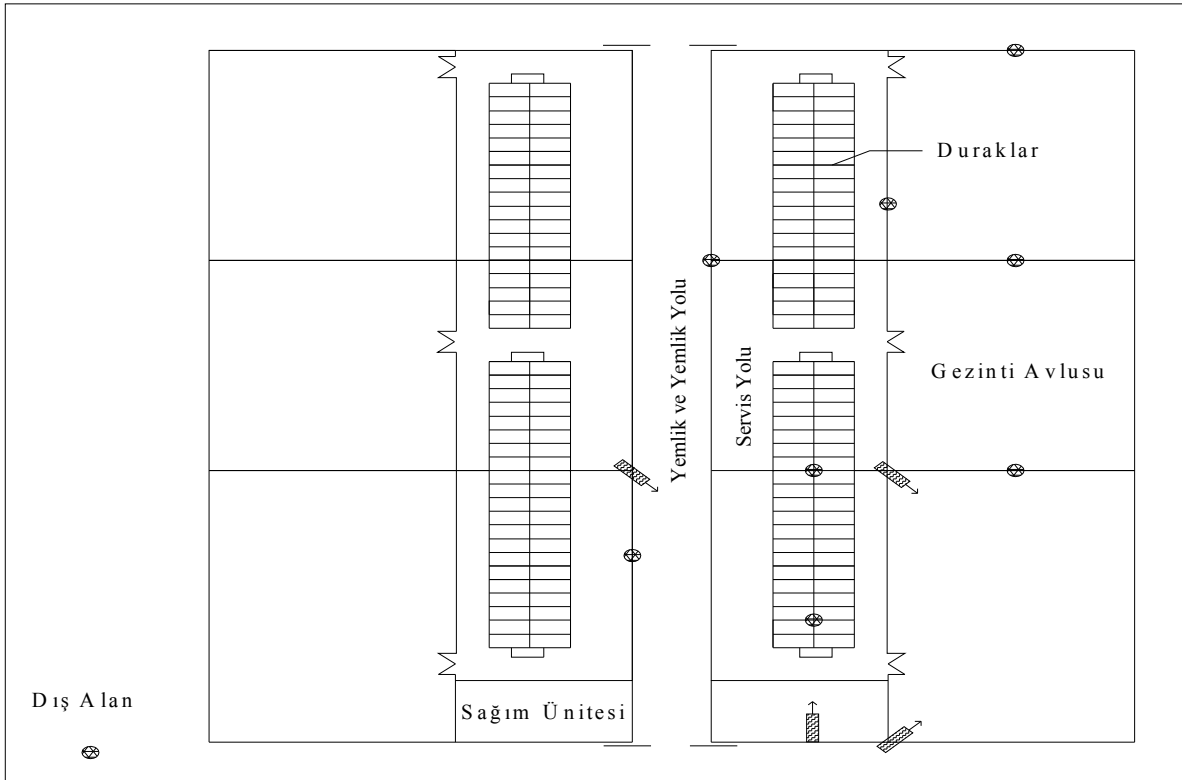 Duraklar
Yemlik ve Yemlik Yolu
Servis Yolu
Gezinti Avlusu
Dış Alan
Sağım Ünitesi